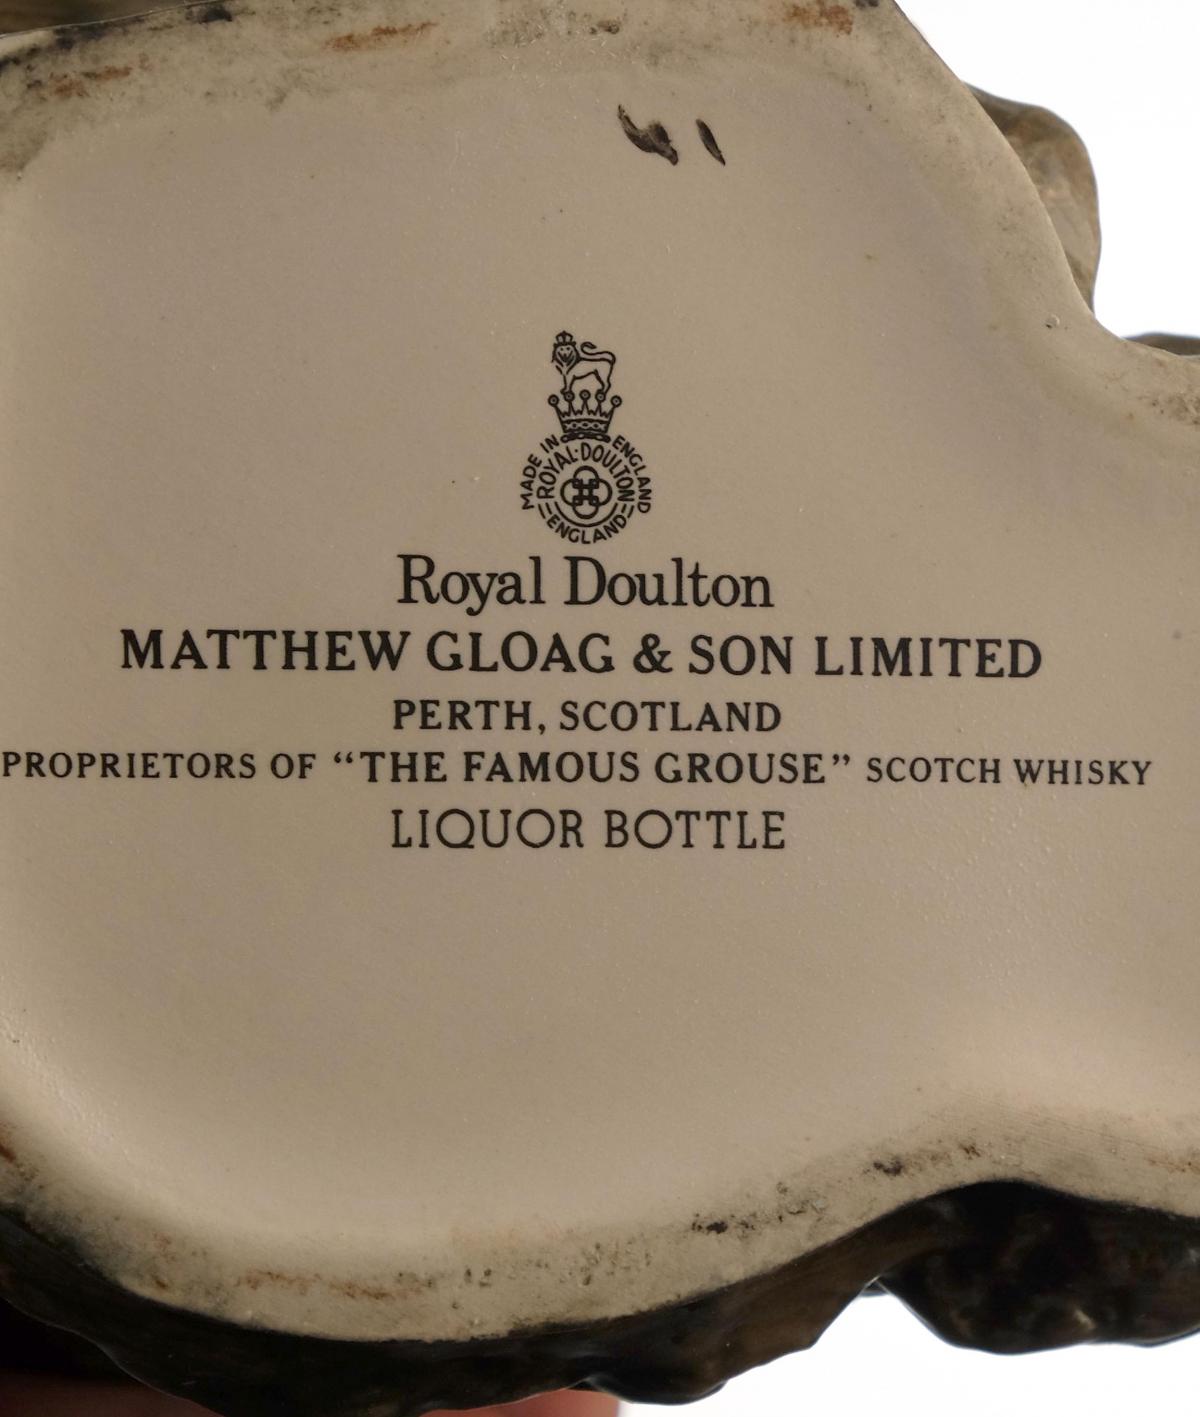 41
MADE IN ENGLAND
ROYAL·DOULTON
ENGLAND
Royal Doulton
MATTHEW GLOAG & SON LIMITED
PERTH, SCOTLAND
PROPRIETORS OF “THE FAMOUS GROUSE” SCOTCH WHISKY
LIQUOR BOTTLE